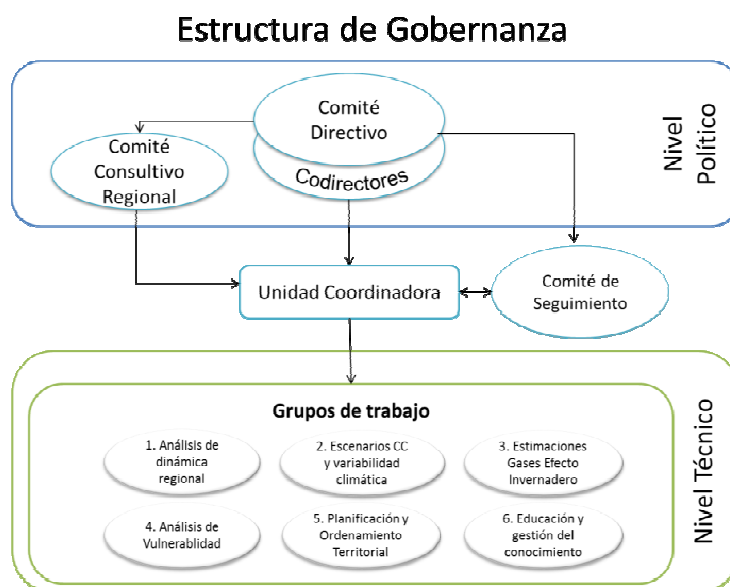 Estructura de Gobernanza
Comité
Directivo
Codirectores
Comité
Consultivo
Regional
Nivel
Político
Unidad Coordinadora
Comité de
Seguimiento
Grupos de trabajo
1. Análisis de
dinámica
regional
2. Escenarios CC
y variabilidad
climática
3. Estimaciones
Gases Efecto
Invernadero
4. Análisis de
Vulnerablidad
5. Planificación y
Ordenamiento
Territorial
6. Educación y
gestión del
conocimiento
Nivel Técnico